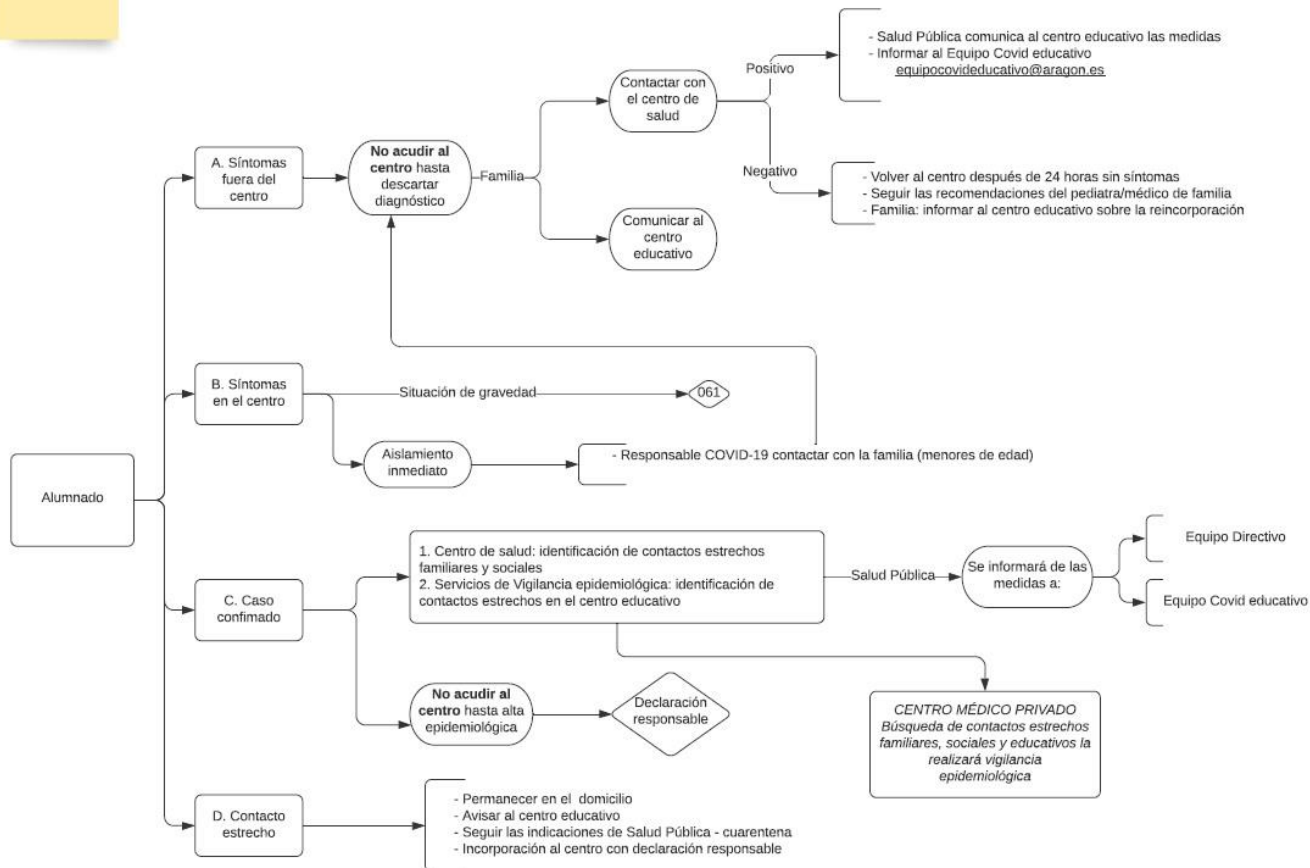 Alumnado
A. Síntomas
fuera del
centro
No acudir al
centro hasta
descartar
diagnóstico
Familia
Contactar con
el centro de
salud
Positivo
- Salud Pública comunica al centro educativo las medidas
- Informar al Equipo Covid educativo
equipocovideducativo@aragon.es
Negativo
- Volver al centro después de 24 horas sin síntomas
- Seguir las recomendaciones del pediatra/médico de familia
- Familia: informar al centro educativo sobre la reincorporación
Comunicar al
centro
educativo
B. Síntomas
en el centro
Situación de gravedad
061
Aislamiento
inmediato
- Responsable COVID-19 contactar con la familia (menores de edad)
C. Caso
confimado
1. Centro de salud: identificación de contactos estrechos
familiares y sociales
2. Servicios de Vigilancia epidemiológica: identificación de
contactos estrechos en el centro educativo
Salud Pública
Se informará de las
medidas a:
Equipo Directivo
Equipo Covid educativo
No acudir al
centro hasta alta
epidemiológica
Declaración
responsable
CENTRO MÉDICO PRIVADO
Búsqueda de contactos estrechos
familiares, sociales y educativos la
realizará vigilancia
epidemiológica
D. Contacto
estrecho
- Permanecer en el domicilio
- Avisar al centro educativo
- Seguir las indicaciones de Salud Pública - cuarentena
- Incorporación al centro con declaración responsable